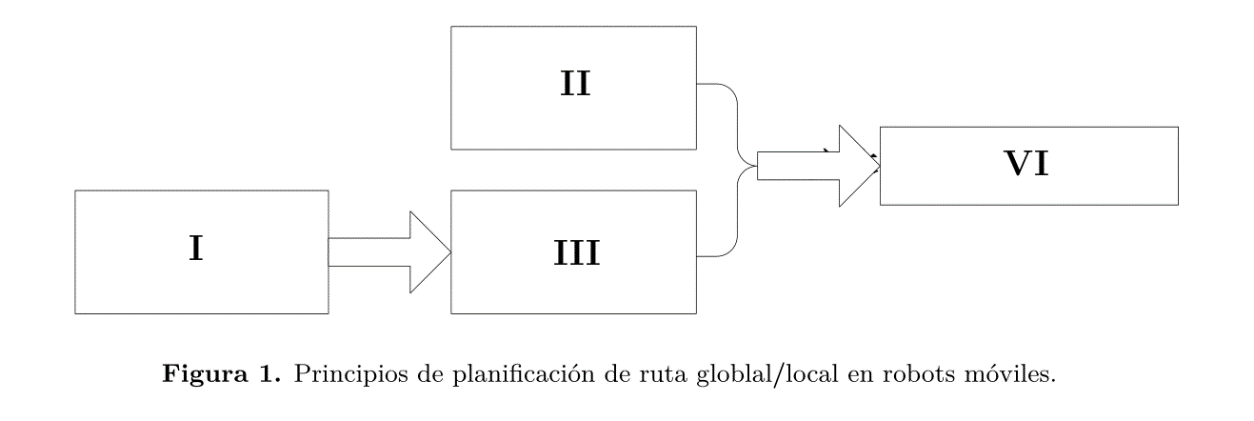 II
VI
I
III
Figura 1. Principios de planificación de ruta globlal/local en robots móviles.